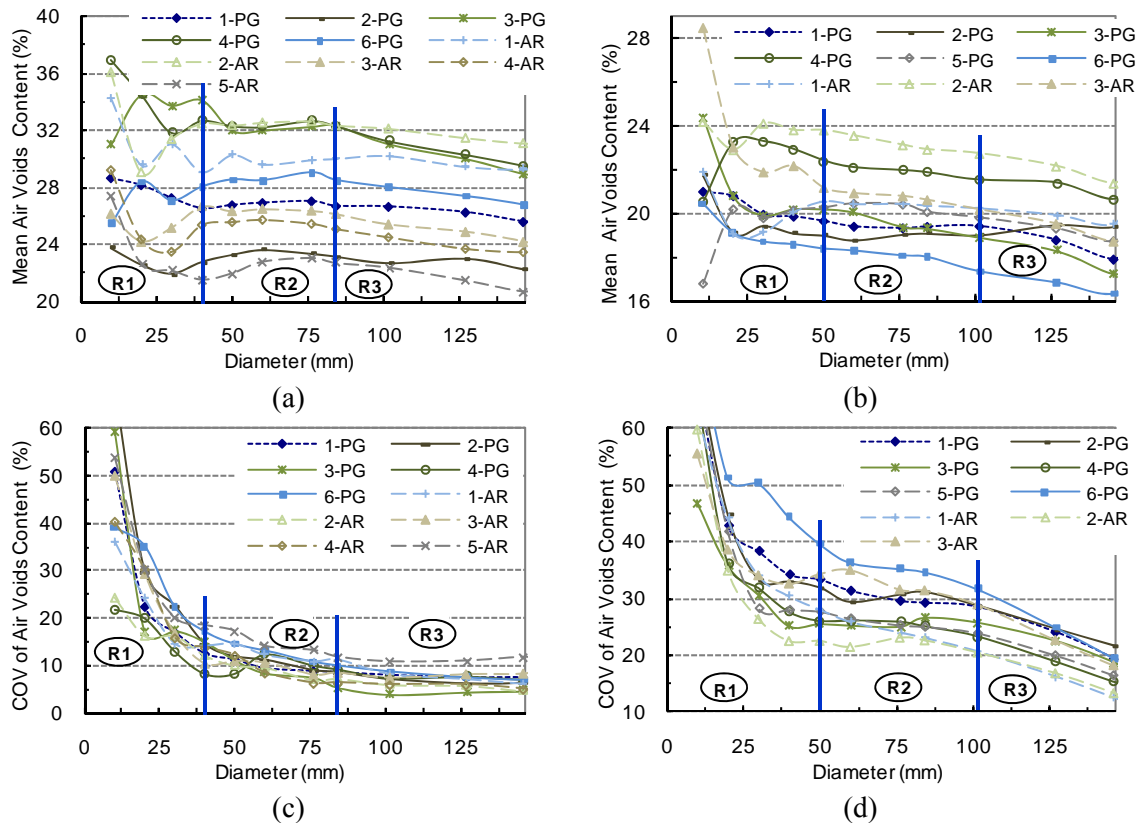 Mean Air Voids Content (%)
40
36
32
28
24
20
1-PG 2-PG 3-PG
4-PG 6-PG 1-AR
2-AR 3-AR 4-AR
5-AR
R1 R2 R3
0 25 50 75 100 125
Diameter (mm)
(a)
Mean Air Voids Content (%)
28
24
20
16
1-PG 2-PG 3-PG
4-PG 5-PG 6-PG
1-AR 2-AR 3-AR
R1 R2 R3
0 25 50 75 100 125
Diameter (mm)
(b)
COV of Air Voids Content (%)
60
50
40
30
20
10
0
1-PG 2-PG
3-PG 4-PG
6-PG 1-AR
2-AR 3-AR
4-AR 5-AR
R1 R2 R3
0 25 50 75 100 125
Diameter (mm)
(c)
COV of Air Voids Content (%)
60
50
40
30
20
10
1-PG 2-PG
3-PG 4-PG
5-PG 6-PG
1-AR 2-AR
3-AR
R1 R2 R3
0 25 50 75 100 125
Diameter (mm)
(d)